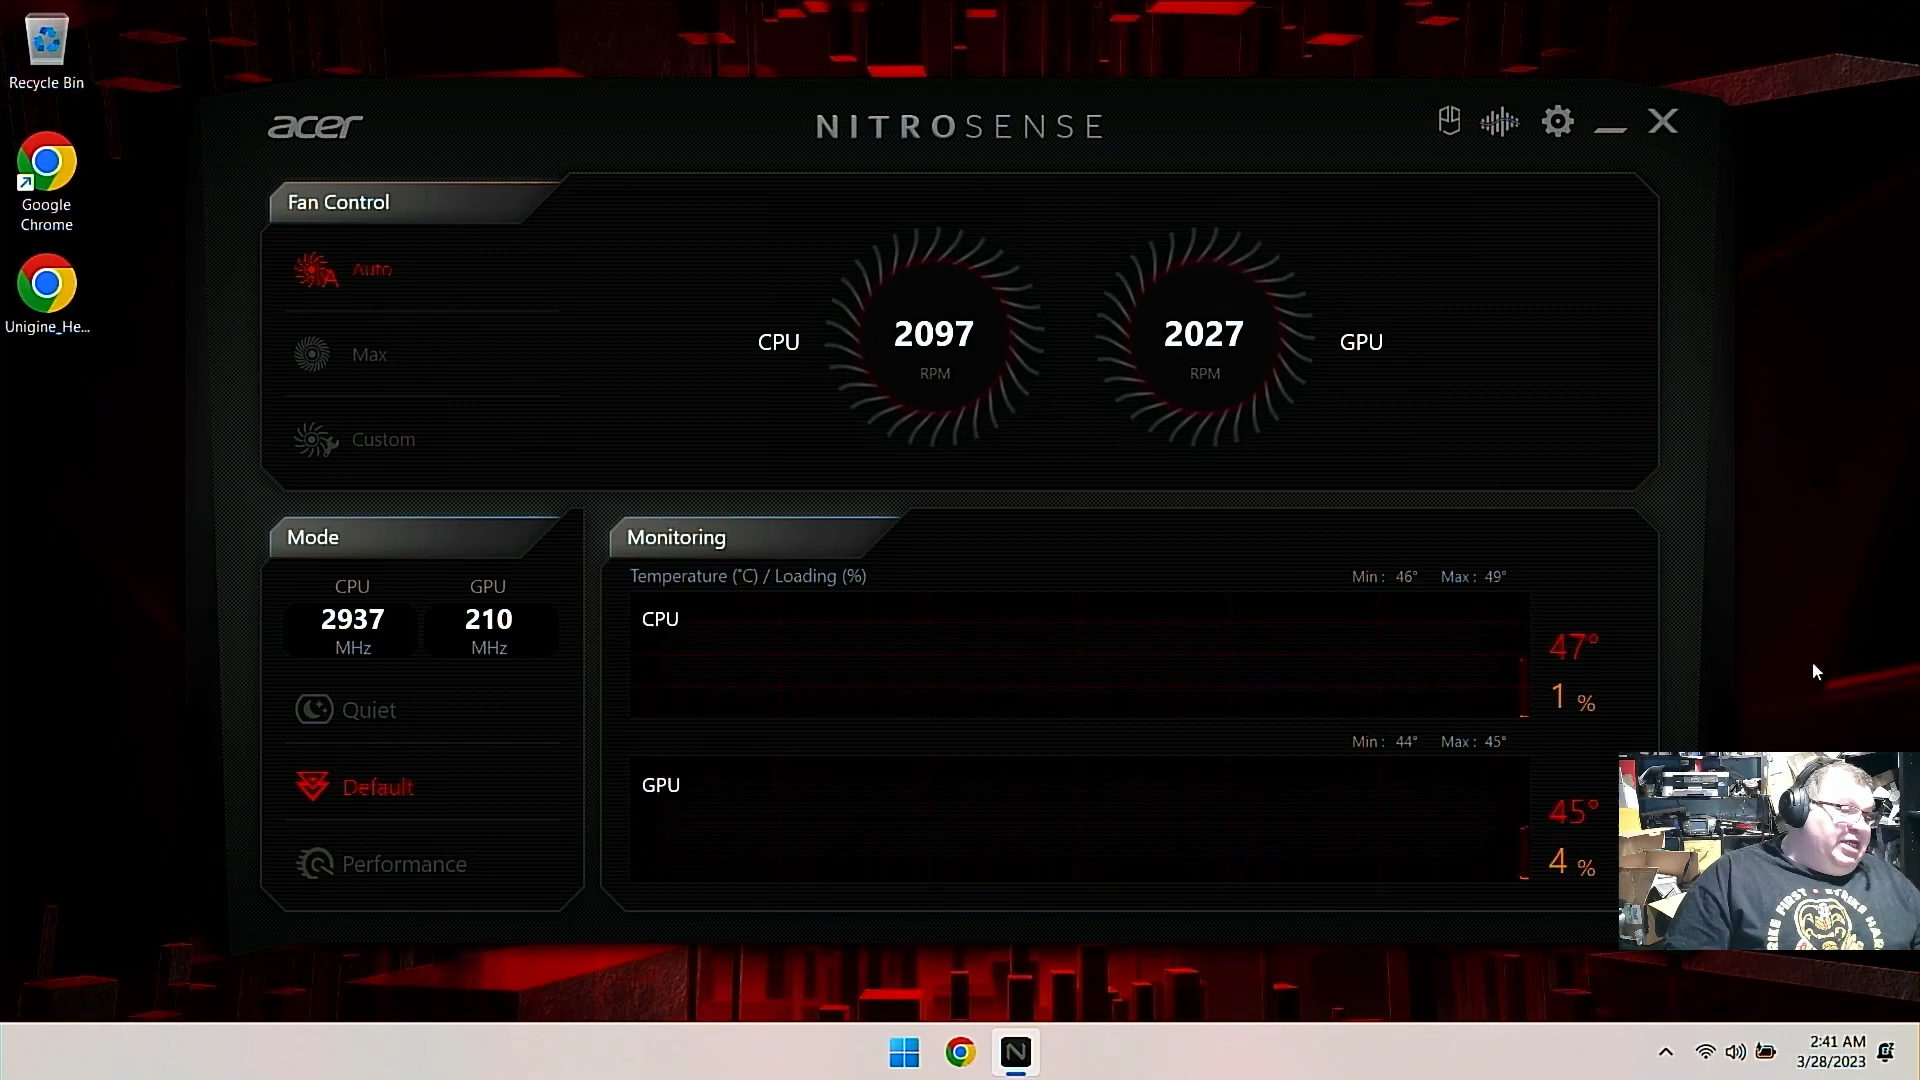 Recycle Bin
Google
Chrome
Unigine_He...
acer
NITROSENSE
Fan Control
Auto
Max
Custom
CPU
2097
RPM
2027
RPM
GPU
Mode
CPU
GPU
2937
210
MHz
MHz
Quiet
Default
Performance
Monitoring
Temperature (°C) / Loading (%)
Min : 46° Max : 49°
CPU
47°
1 %
Min : 44° Max : 45°
GPU
45°
4 %
FIRST
2:41 AM
3/28/2023